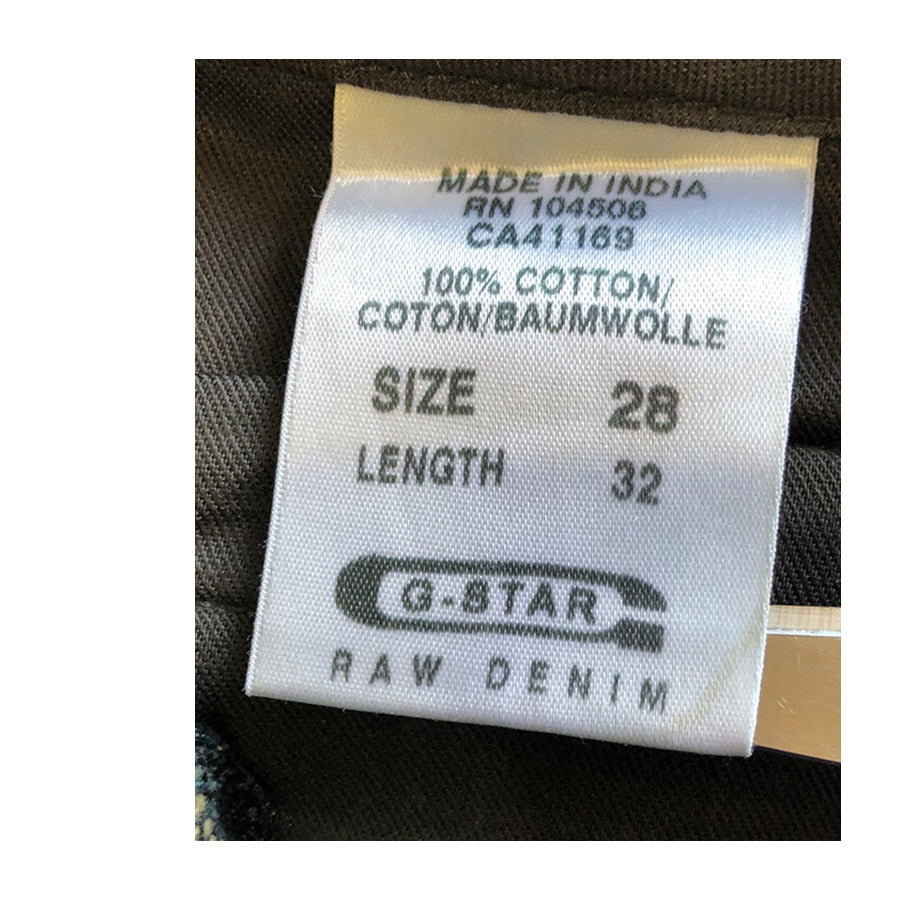 MADE IN INDIA
RN 104506
CA41169
100% COTTON/
COTON/BAUMWOLLE
SIZE 28
LENGTH 32
G-STAR
RAW DENIM